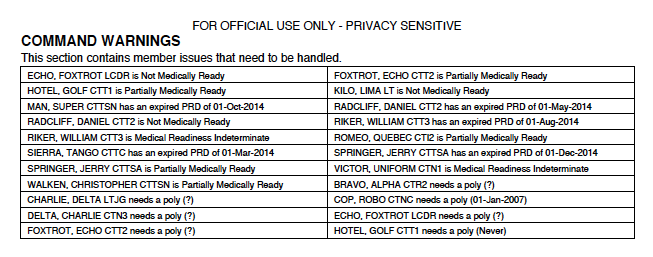 FOR OFFICIAL USE ONLY - PRIVACY SENSITIVE
COMMAND WARNINGS
This section contains member issues that need to be handled.
ECHO, FOXTROT LCDR is Not Medically Ready
FOXTROT, ECHO CTT2 is Partially Medically Ready
HOTEL, GOLF CTT1 is Partially Medically Ready
KILO, LIMA LT is Not Medically Ready
MAN, SUPER CTTSN has an expired PRD of 01-Oct-2014
RADCLIFF, DANIEL CTT2 has an expired PRD of 01-May-2014
RADCLIFF, DANIEL CTT2 is Not Medically Ready
RIKER, WILLIAM CTT3 has an expired PRD of 01-Aug-2014
RIKER, WILLIAM CTT3 is Medical Readiness Indeterminate
ROMEO, QUEBEC CTI2 is Partially Medically Ready
SIERRA, TANGO CTTC has an expired PRD of 01-Mar-2014
SPRINGER, JERRY CTTSA has an expired PRD of 01-Dec-2014
SPRINGER, JERRY CTTSA is Partially Medically Ready
VICTOR, UNIFORM CTN1 is Medical Readiness Indeterminate
WALKEN, CHRISTOPHER CTTSN is Partially Medically Ready
BRAVO, ALPHA CTR2 needs a poly (?)
CHARLIE, DELTA LTJG needs a poly (?)
COP, ROBO CTNC needs a poly (01-Jan-2007)
DELTA, CHARLIE CTN3 needs a poly (?)
ECHO, FOXTROT LCDR needs a poly (?)
FOXTROT, ECHO CTT2 needs a poly (?)
HOTEL, GOLF CTT1 needs a poly (Never)